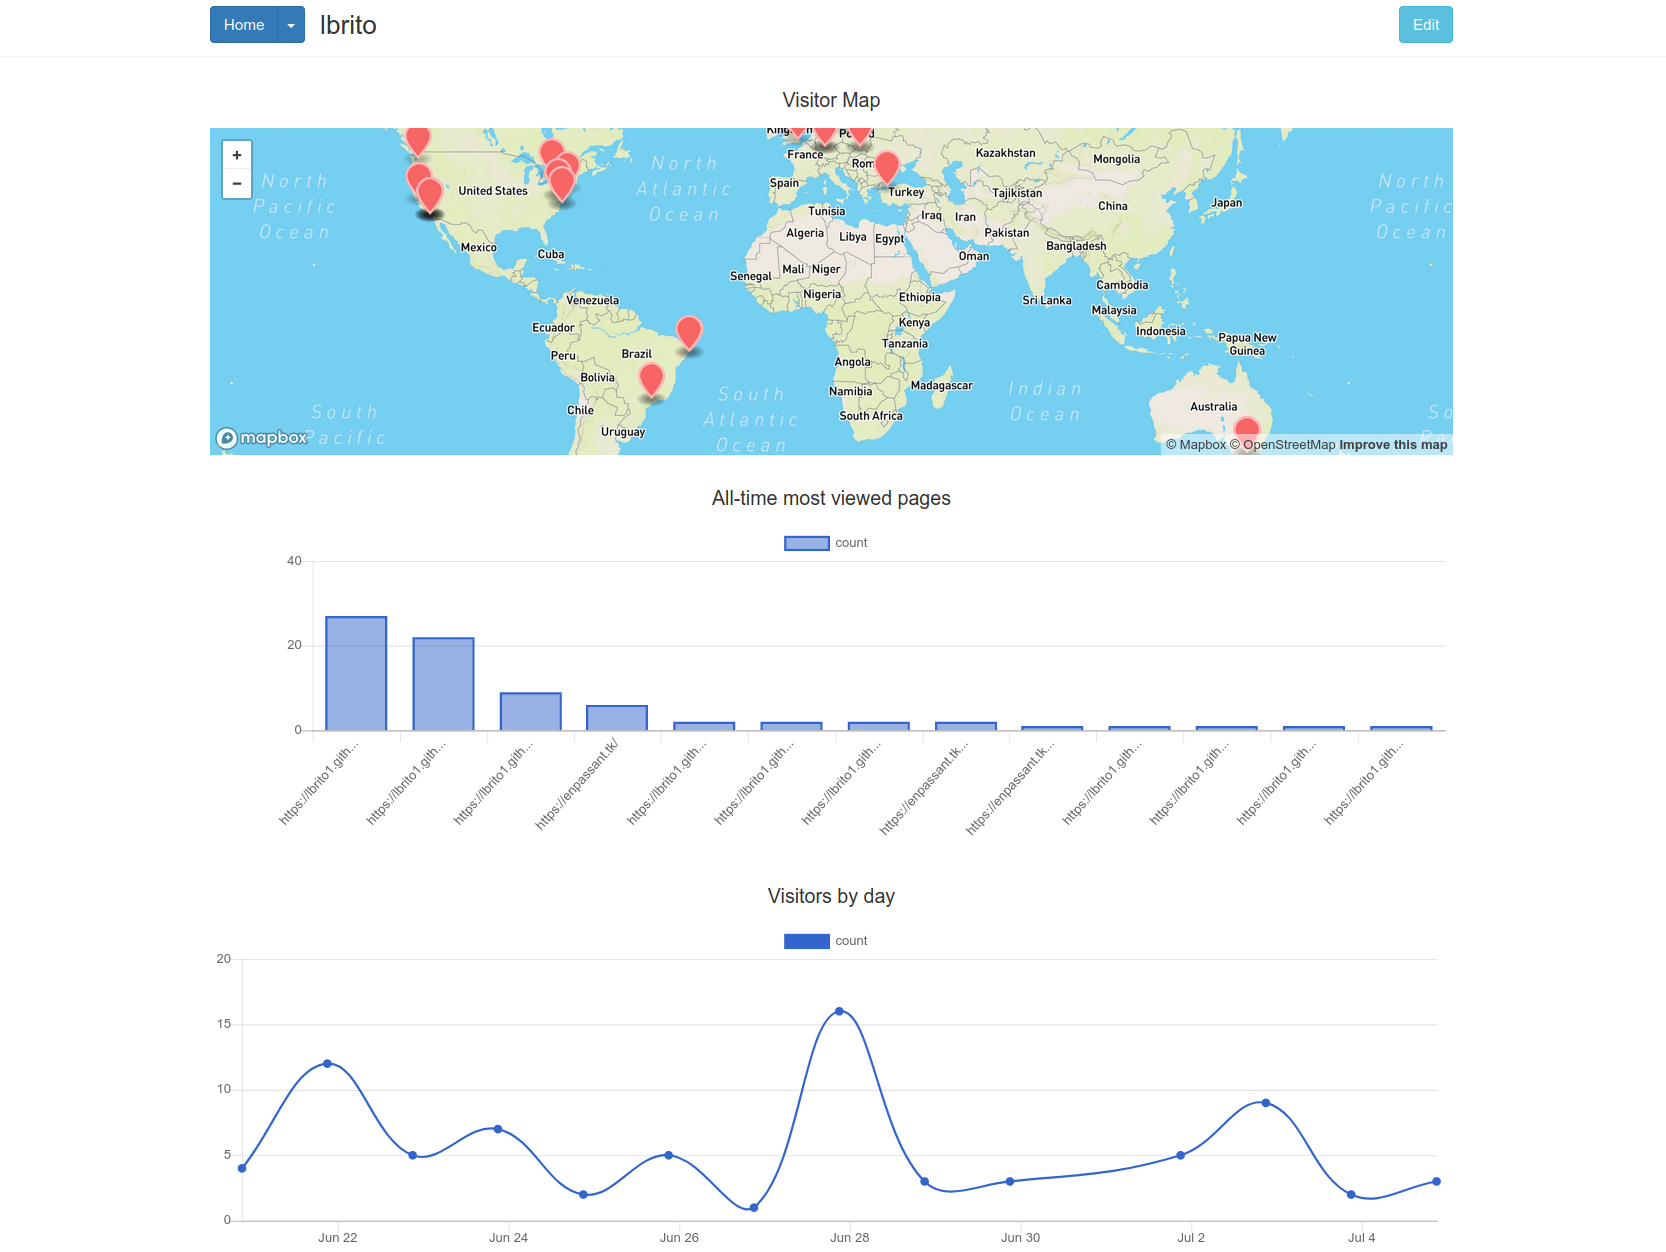 Home
lbrito
Edit
Visitor Map
+
−
North
Pacific
Ocean
North
Atlantic
Ocean
North
Pacific
Ocean
South
Pacific
South
Atlantic
Ocean
Indian
Ocean
So
United States
Mexico
Cuba
Venezuela
Ecuador
Peru
Brazil
Bolivia
Chile
Uruguay
France
Spain
Turkey
Kazakhstan
Mongolia
Tajikistan
China
Japan
Tunisia
Algeria
Libya
Egypt
Iraq
Iran
Pakistan
Oman
Bangladesh
Senegal
Mali
Niger
Nigeria
Ethiopia
Kenya
Tanzania
Angola
Namibia
Madagascar
South Africa
Sri Lanka
Cambodia
Malaysia
Indonesia
Papua New
Guinea
Australia
mapbox
© Mapbox © OpenStreetMap Improve this map
All-time most viewed pages
count
40
20
0
https://lbrito1.gith...
https://lbrito1.gith...
https://lbrito1.gith...
https://enpassant.tk/
https://lbrito1.gith...
https://lbrito1.gith...
https://lbrito1.gith...
https://enpassant.tk...
https://enpassant.tk...
https://lbrito1.gith...
https://lbrito1.gith...
https://lbrito1.gith...
https://lbrito1.gith...
Visitors by day
count
20
15
10
5
0
Jun 22
Jun 24
Jun 26
Jun 28
Jun 30
Jul 2
Jul 4